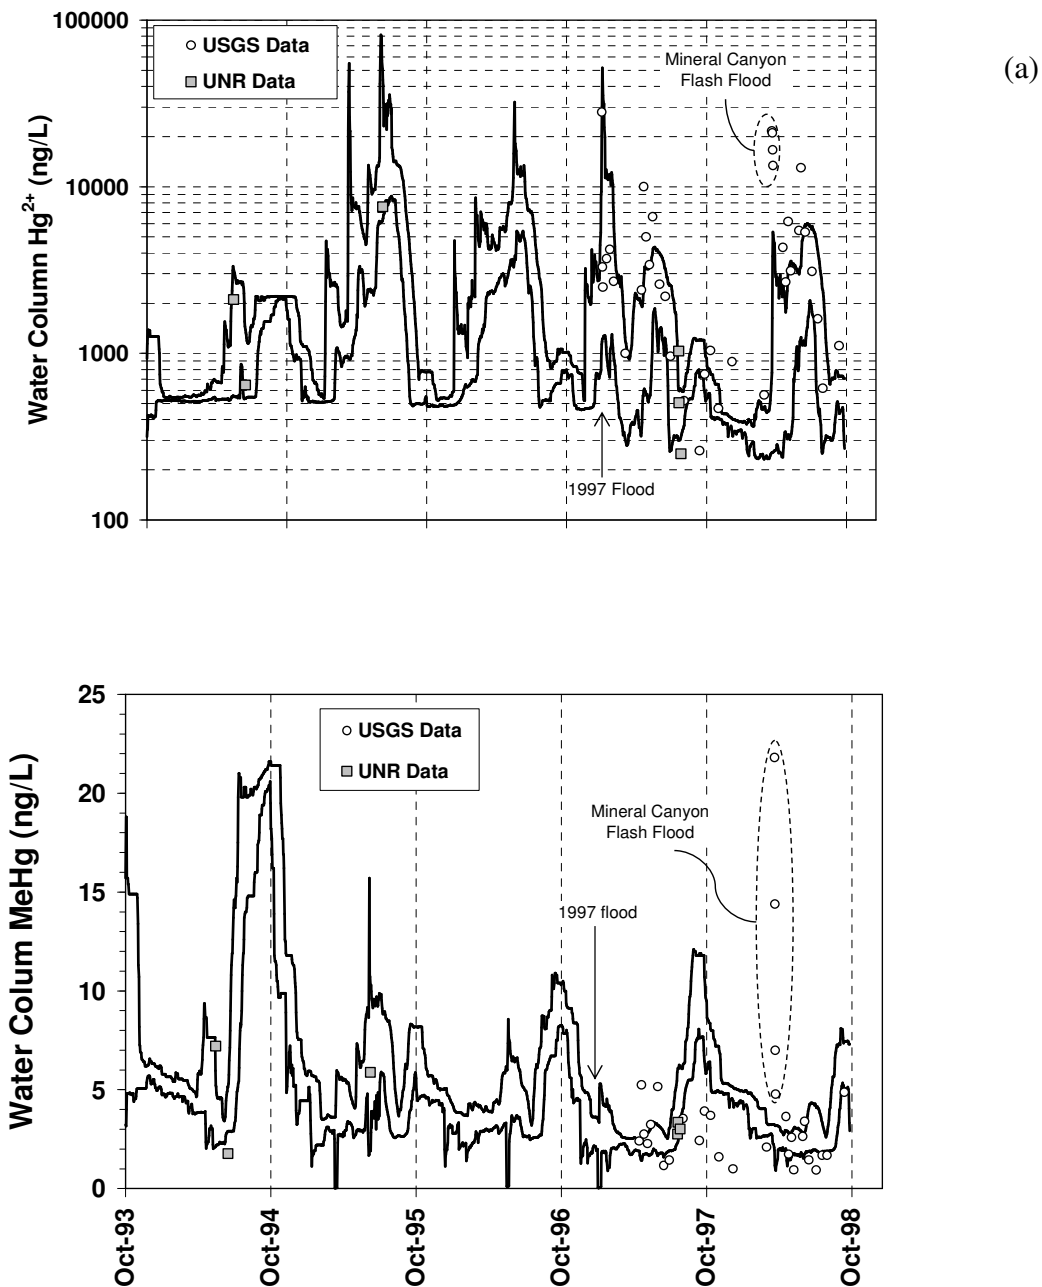 100000
10000
1000
100
Water Column Hg2+ (ng/L)
USGS Data
UNR Data
Mineral Canyon
Flash Flood
(a)
1997 Flood
25
20
15
10
5
0
Water Colum MeHg (ng/L)
USGS Data
UNR Data
Mineral Canyon
Flash Flood
1997 flood
Oct-93
Oct-94
Oct-95
Oct-96
Oct-97
Oct-98